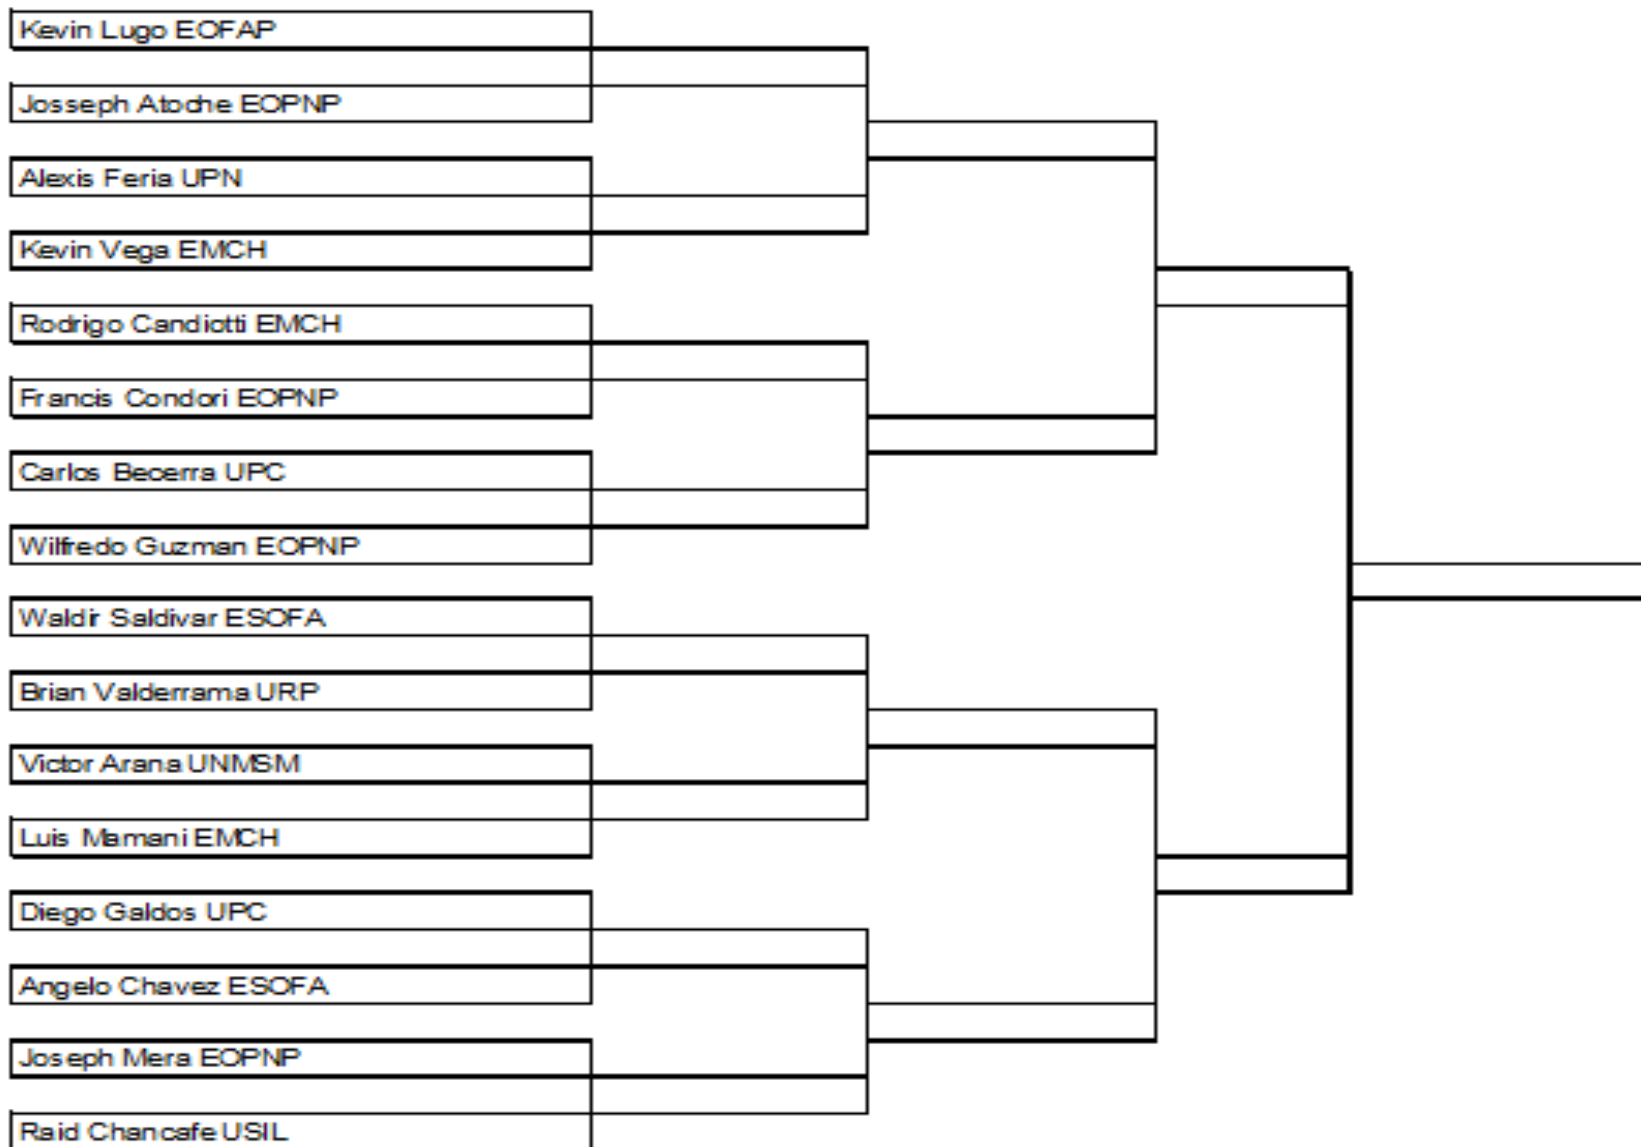 Kevin Lugo EOFAP
Josseph Atoche EOPNP
Alexis Feria UPN
Kevin Vega EMCH
Rodrigo Candiotti EMCH
Francis Condori EOPNP
Carlos Becerra UPC
Wilfredo Guzman EOPNP
Waldir Saldivar ESOFA
Brian Valderrama URP
Victor Arana UNMSM
Luis Mamani EMCH
Diego Galdos UPC
Angelo Chavez ESOFA
Joseph Mera EOPNP
Raid Chancafe USIL